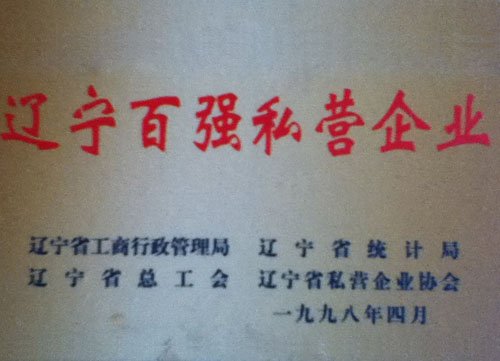 辽宁百强私营企业
辽宁省工商行政管理局 辽宁省统计局
辽宁省总工会 辽宁省私营企业协会
一九九八年四月